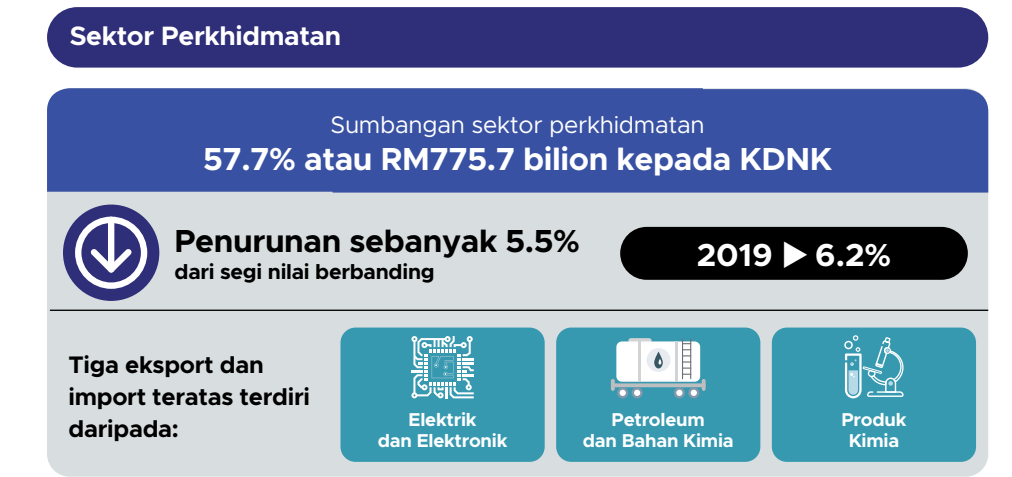 Sektor Perkhidmatan
Sumbangan sektor perkhidmatan
57.7% atau RM775.7 bilion kepada KDNK
Penurunan sebanyak 5.5%
dari segi nilai berbanding
2019 ▶ 6.2%
Tiga eksport dan
import teratas terdiri
daripada:
Elektrik
dan Elektronik
Petroleum
dan Bahan Kimia
Produk
Kimia